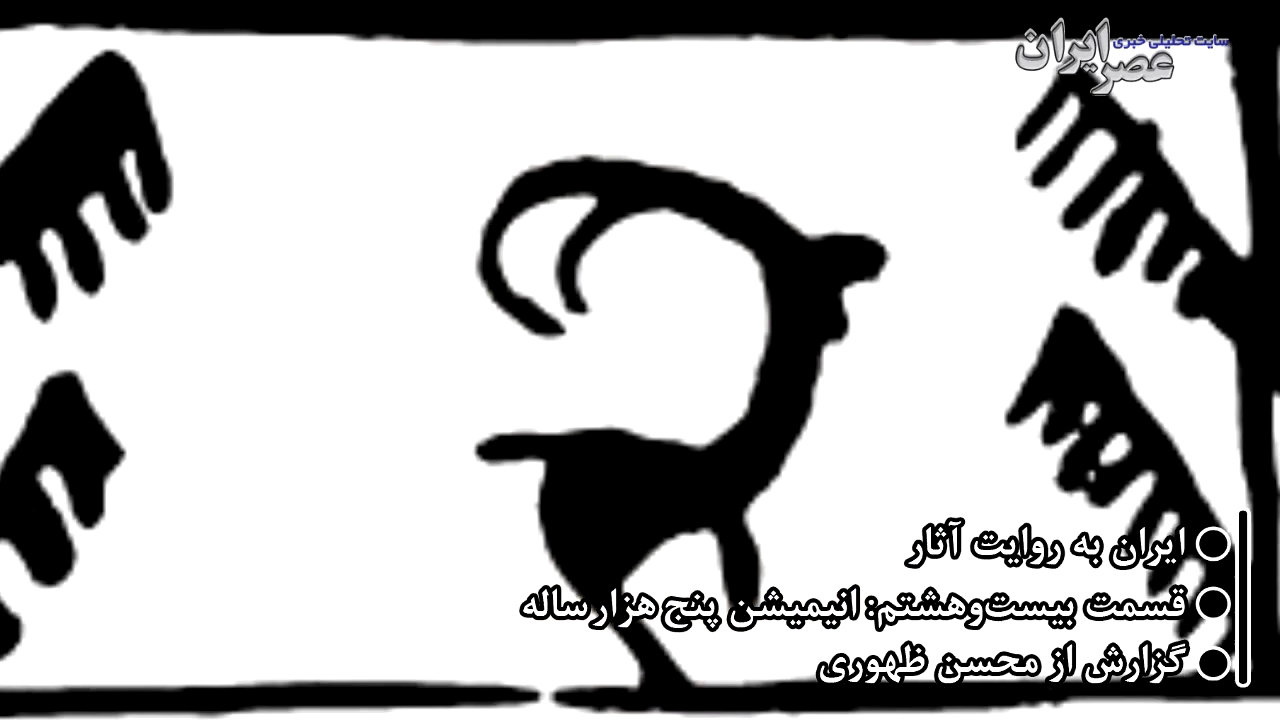 سایت تحلیلی خبری
عصر ایران
ایران به روایت آثار
قسمت بیست‌وهشتم: انیمیشن پنج هزار ساله
گزارش از محسن ظهوری